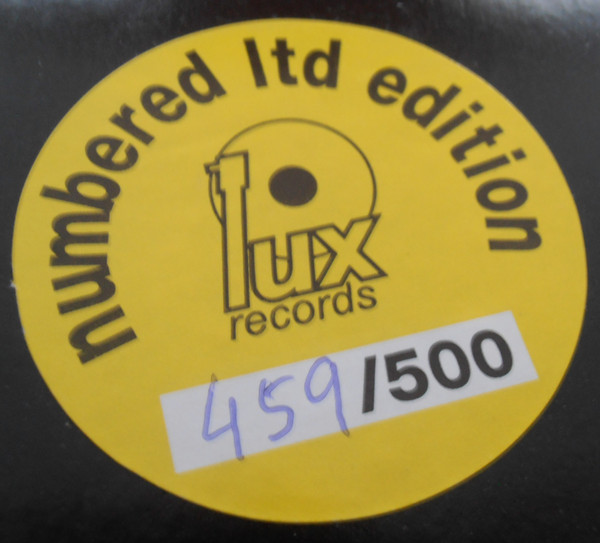 numbered ltd edition
lux
records
459/500